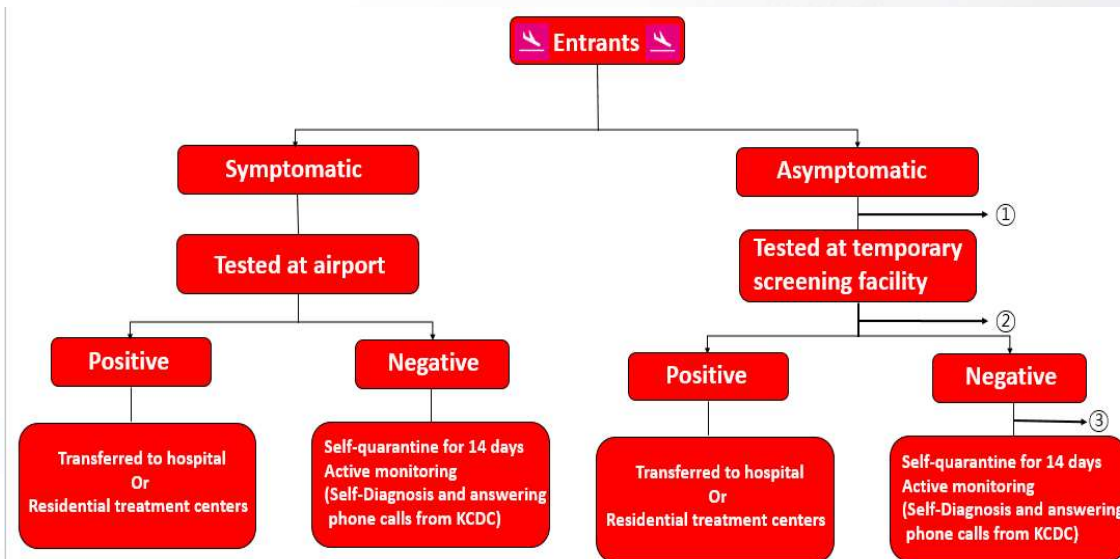 Entrants
Symptomatic
Asymptomatic
①
Tested at airport
Tested at temporary
screening facility
②
Positive
Negative
Positive
Negative
③
Transferred to hospital
Or
Residential treatment centers
Self-quarantine for 14 days
Active monitoring
(Self-Diagnosis and answering
phone calls from KCDC)
Transferred to hospital
Or
Residential treatment centers
Self-quarantine for 14 days
Active monitoring
(Self-Diagnosis and answering
phone calls from KCDC)